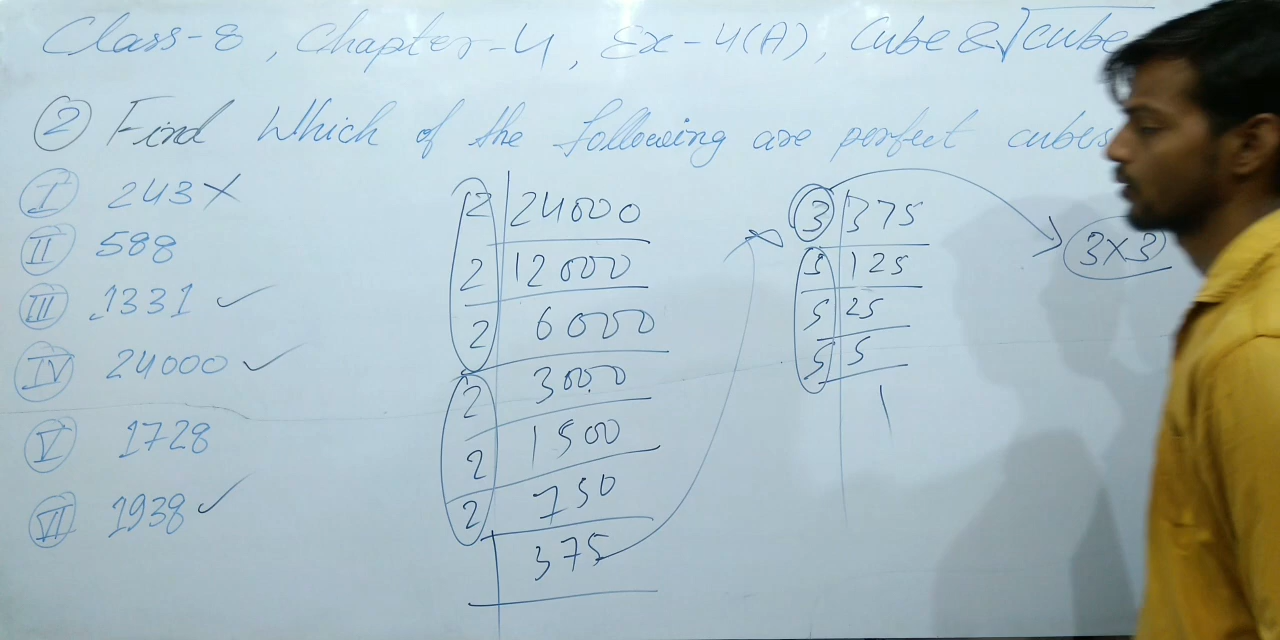 Class-8, Chapter-4, Ex-4(A), Cube & √cube
② Find Which of the following are perfect cubes
Ⅰ 243 ✗
Ⅱ 588
Ⅲ 1331 ✓
Ⅳ 24000 ✓
Ⅴ 1728
Ⅵ 1938 ✓
2 | 24000
2 | 12000
2 | 6000
2 | 3000
2 | 1500
2 | 750
375
3 | 375
5 | 125
5 | 25
5 | 5
1
3×3